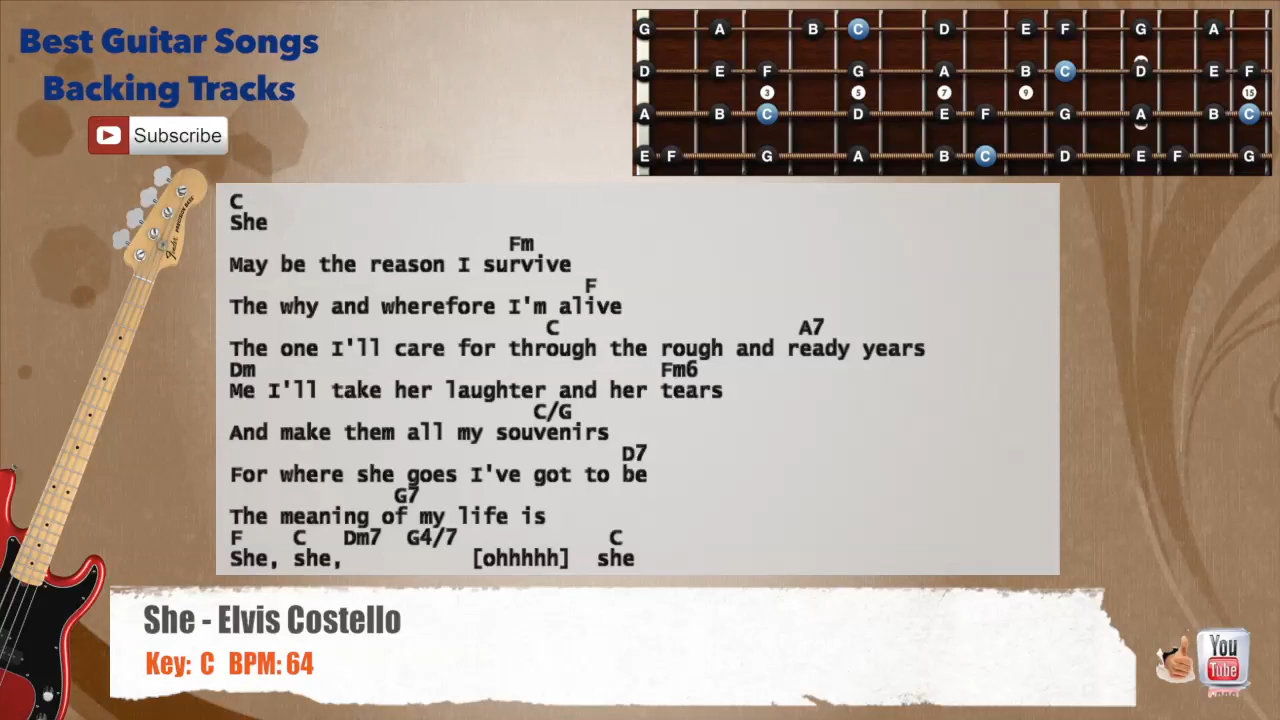 Best Guitar Songs
Backing Tracks
Subscribe
G A B C D E F G A
D E F G A B C D E F
3 5 7 9 15
A B C D E F G A B C
E F G A B C D E F G
Fender PRECISION BASS
C
She
Fm
May be the reason I survive
F
The why and wherefore I'm alive
C A7
The one I'll care for through the rough and ready years
Dm Fm6
Me I'll take her laughter and her tears
C/G
And make them all my souvenirs
D7
For where she goes I've got to be
G7
The meaning of my life is
F C Dm7 G4/7 C
She, she, [ohhhhh] she
She - Elvis Costello
Key: C BPM: 64
You
Tube